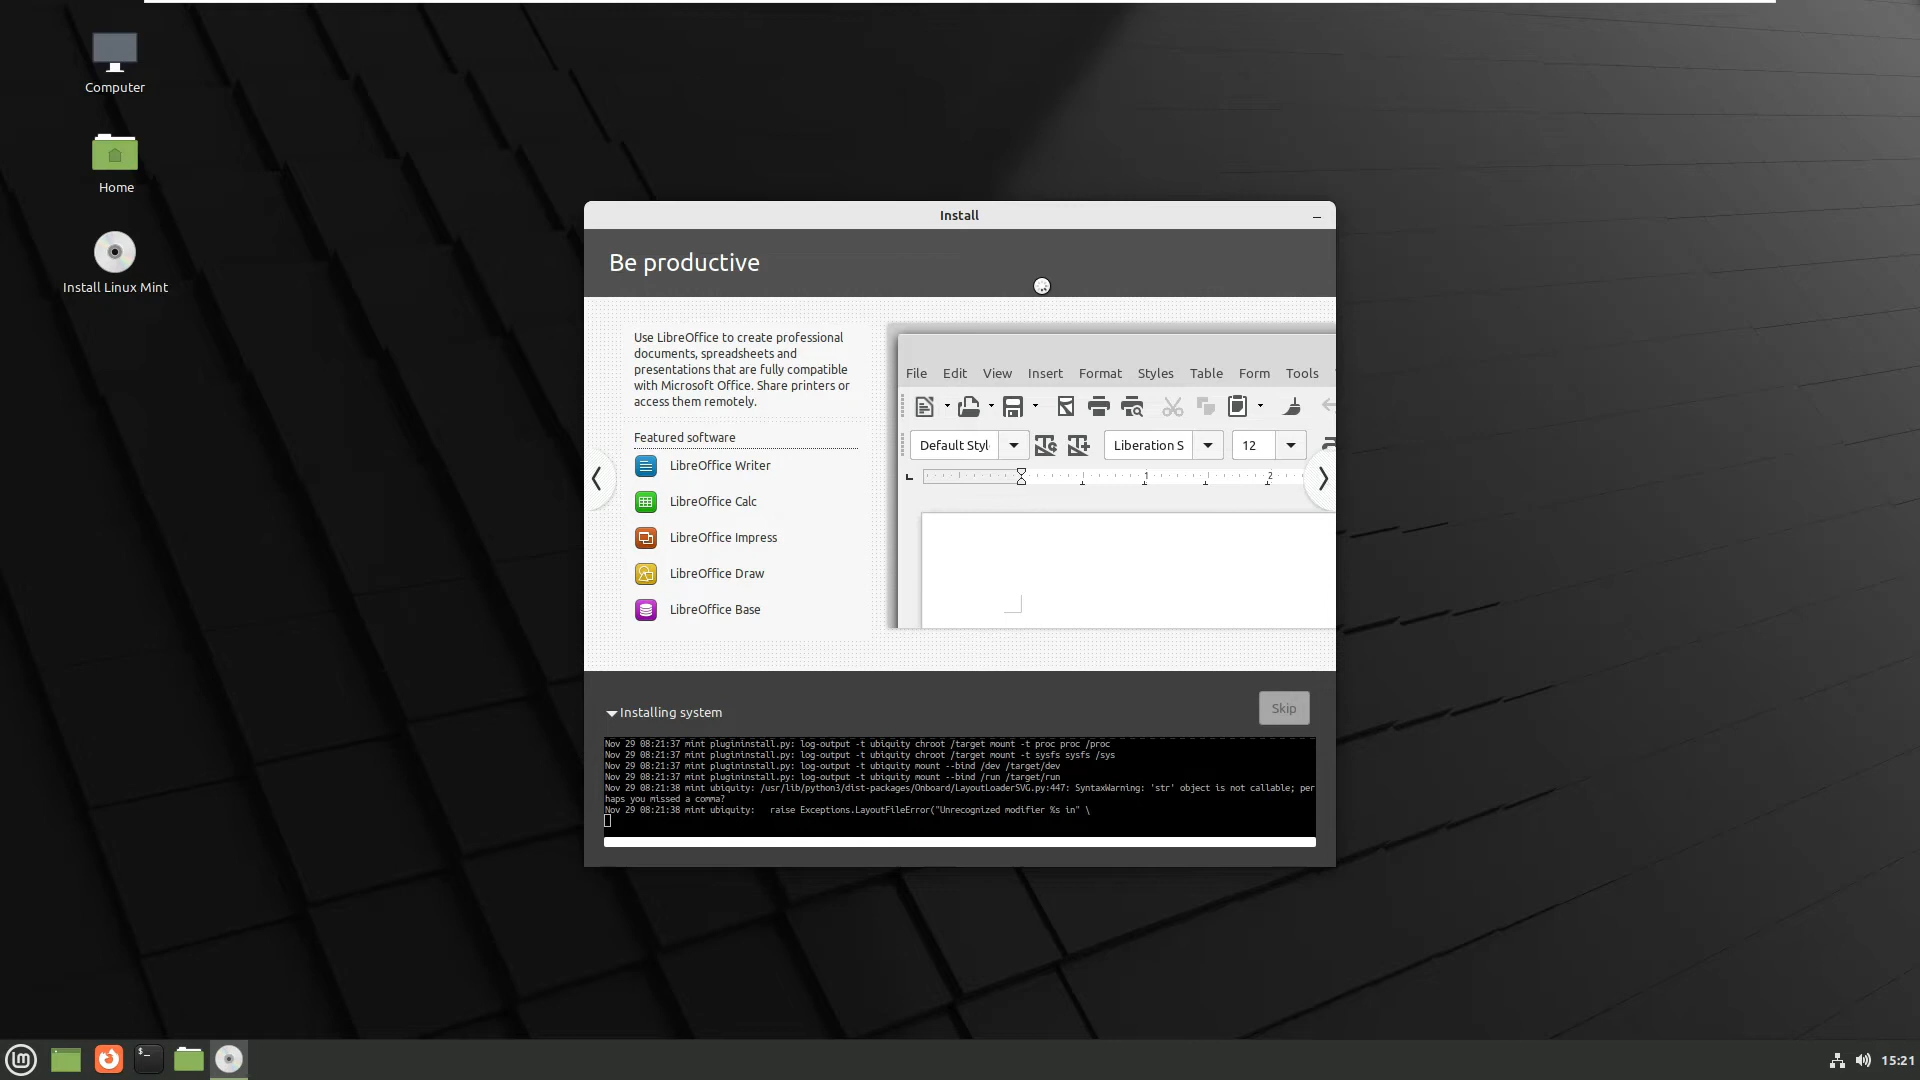 Computer
Home
Install Linux Mint
Install
Be productive
Use LibreOffice to create professional
documents, spreadsheets and
presentations that are fully compatible
with Microsoft Office. Share printers or
access them remotely.
Featured software
LibreOffice Writer
LibreOffice Calc
LibreOffice Impress
LibreOffice Draw
LibreOffice Base
File Edit View Insert Format Styles Table Form Tools
Default Styl Liberation S 12
1 2
Installing system
Skip
Nov 29 08:21:37 mint plugininstall.py: log-output -t ubiquity chroot /target mount -t proc proc /proc
Nov 29 08:21:37 mint plugininstall.py: log-output -t ubiquity chroot /target mount -t sysfs sysfs /sys
Nov 29 08:21:37 mint plugininstall.py: log-output -t ubiquity mount --bind /dev /target/dev
Nov 29 08:21:37 mint plugininstall.py: log-output -t ubiquity mount --bind /run /target/run
Nov 29 08:21:38 mint ubiquity: /usr/lib/python3/dist-packages/Onboard/LayoutLoaderSVG.py:447: SyntaxWarning: 'str' object is not callable; per
haps you missed a comma?
Nov 29 08:21:38 mint ubiquity:   raise Exceptions.LayoutFileError("Unrecognized modifier %s in" \
15:21